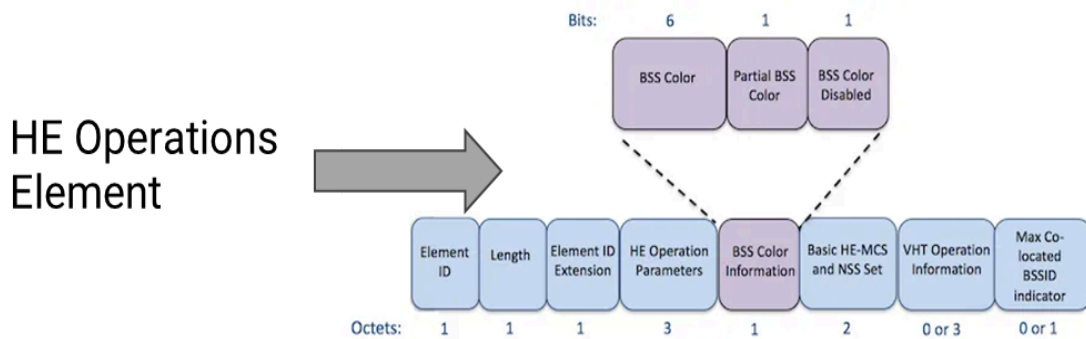 Bits: 6 1 1
BSS Color
Partial BSS
Color
BSS Color
Disabled
HE Operations
Element
Element
ID
Length
Element ID
Extension
HE Operation
Parameters
BSS Color
Information
Basic HE-MCS
and NSS Set
VHT Operation
Information
Max Co-
located
BSSID
indicator
Octets: 1 1 1 3 1 2 0 or 3 0 or 1